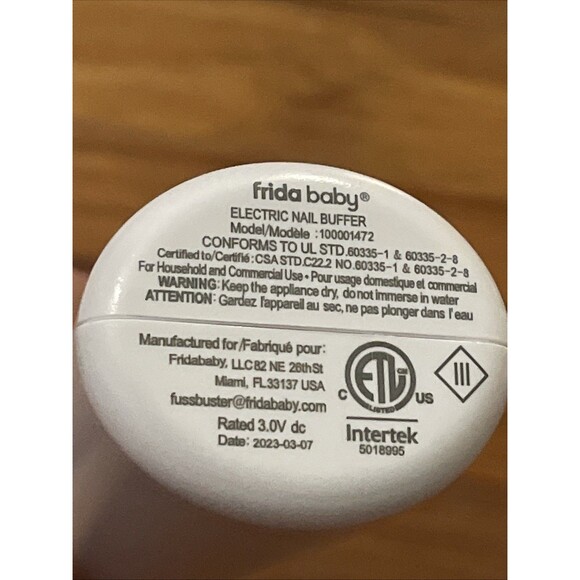 frida baby®
ELECTRIC NAIL BUFFER
Model/Modèle :100001472
CONFORMS TO UL STD.60335-1 & 60335-2-8
Certified to/Certifié :CSA STD.C22.2 NO.60335-1 & 60335-2-8
For Household and Commercial Use • Pour usage domestique et commercial
WARNING: Keep the appliance dry, do not immerse in water
ATTENTION: Gardez l'appareil au sec, ne pas plonger dans l'eau
Manufactured for/Fabriqué pour:
Fridababy, LLC 82 NE 26th St
Miami, FL33137 USA
fussbuster@fridababy.com
Rated 3.0V dc
Date: 2023-03-07
ETL CM
LISTED
C US
Intertek
5018995
III